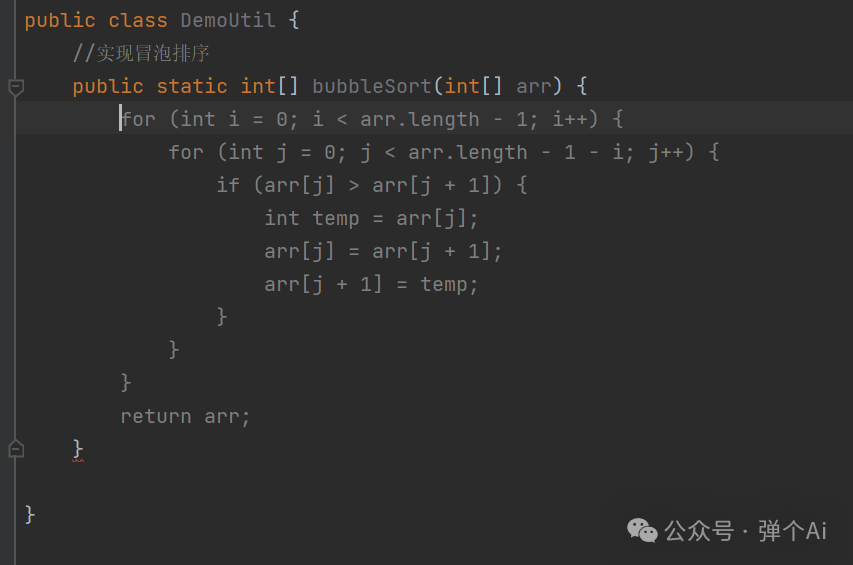 public class DemoUtil {
    //实现冒泡排序
    public static int[] bubbleSort(int[] arr) {
        for (int i = 0; i < arr.length - 1; i++) {
            for (int j = 0; j < arr.length - 1 - i; j++) {
                if (arr[j] > arr[j + 1]) {
                    int temp = arr[j];
                    arr[j] = arr[j + 1];
                    arr[j + 1] = temp;
                }
            }
        }
        return arr;
    }
}
公众号 · 弹个Ai